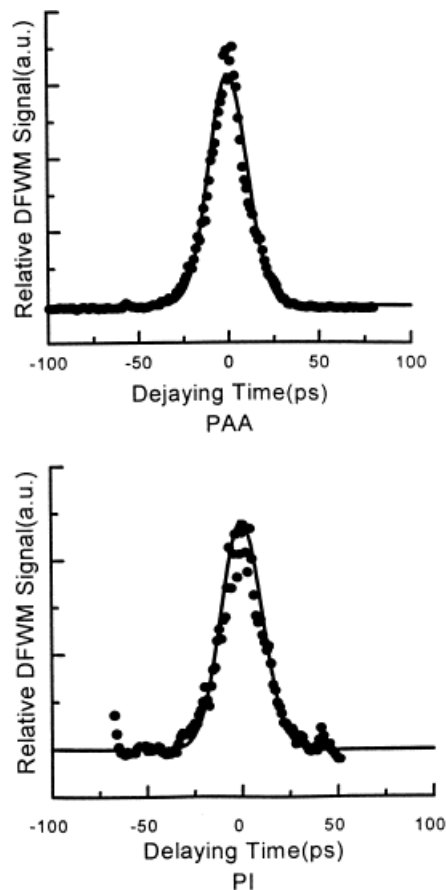 Relative DFWM Signal(a.u.)
-100 -50 0 50 100
Dejaying Time(ps)
PAA
Relative DFWM Signal(a.u.)
-100 -50 0 50 100
Delaying Time(ps)
PI